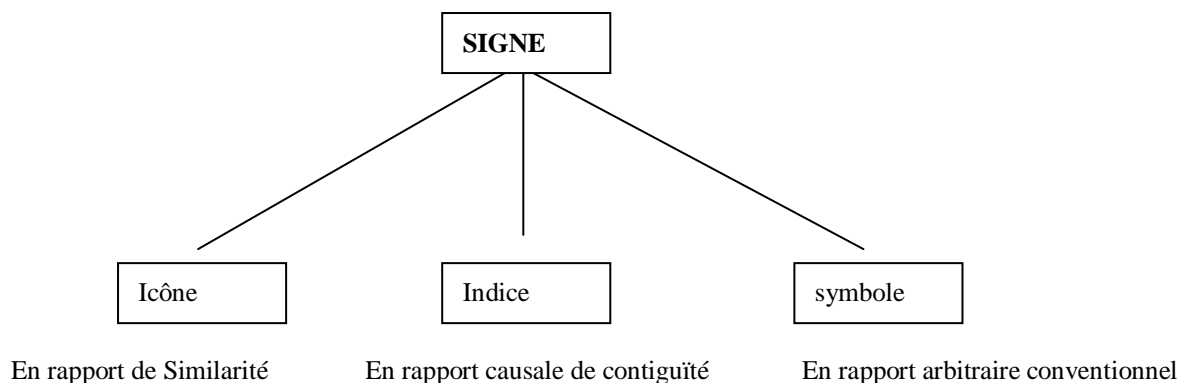 SIGNE
Icône Indice symbole
En rapport de Similarité En rapport causale de contiguïté En rapport arbitraire conventionnel